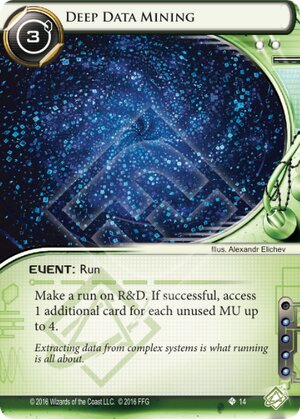 Deep Data Mining
3
Illus. Alexandr Elichev
EVENT: Run
Make a run on R&D. If successful, access
1 additional card for each unused MU up
to 4.
Extracting data from complex systems is what running
is all about.
© 2016 Wizards of the Coast LLC. © 2016 FFG
14